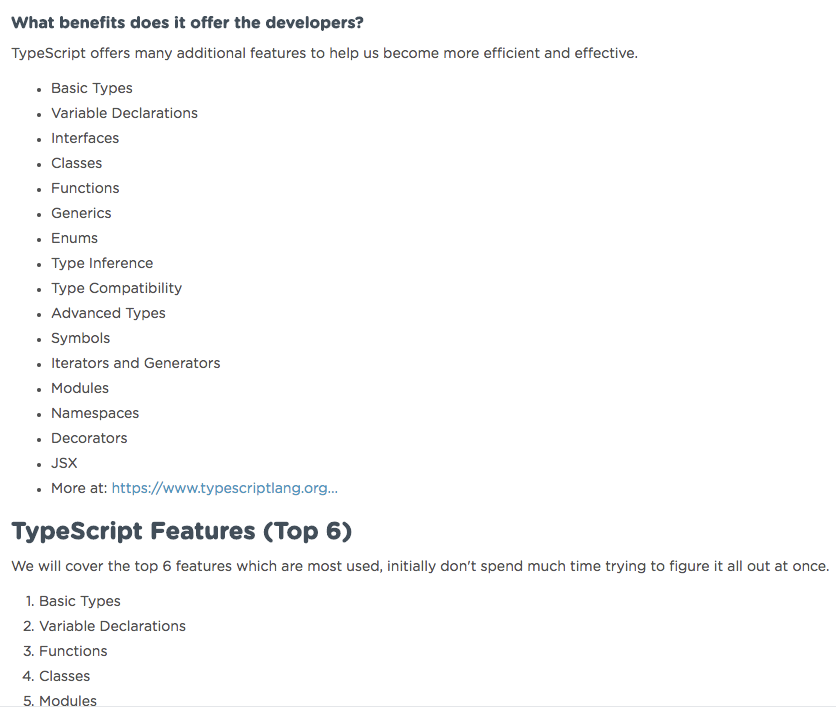 What benefits does it offer the developers?
TypeScript offers many additional features to help us become more efficient and effective.
• Basic Types
• Variable Declarations
• Interfaces
• Classes
• Functions
• Generics
• Enums
• Type Inference
• Type Compatibility
• Advanced Types
• Symbols
• Iterators and Generators
• Modules
• Namespaces
• Decorators
• JSX
• More at: https://www.typescriptlang.org...
TypeScript Features (Top 6)
We will cover the top 6 features which are most used, initially don't spend much time trying to figure it all out at once.
1. Basic Types
2. Variable Declarations
3. Functions
4. Classes
5. Modules